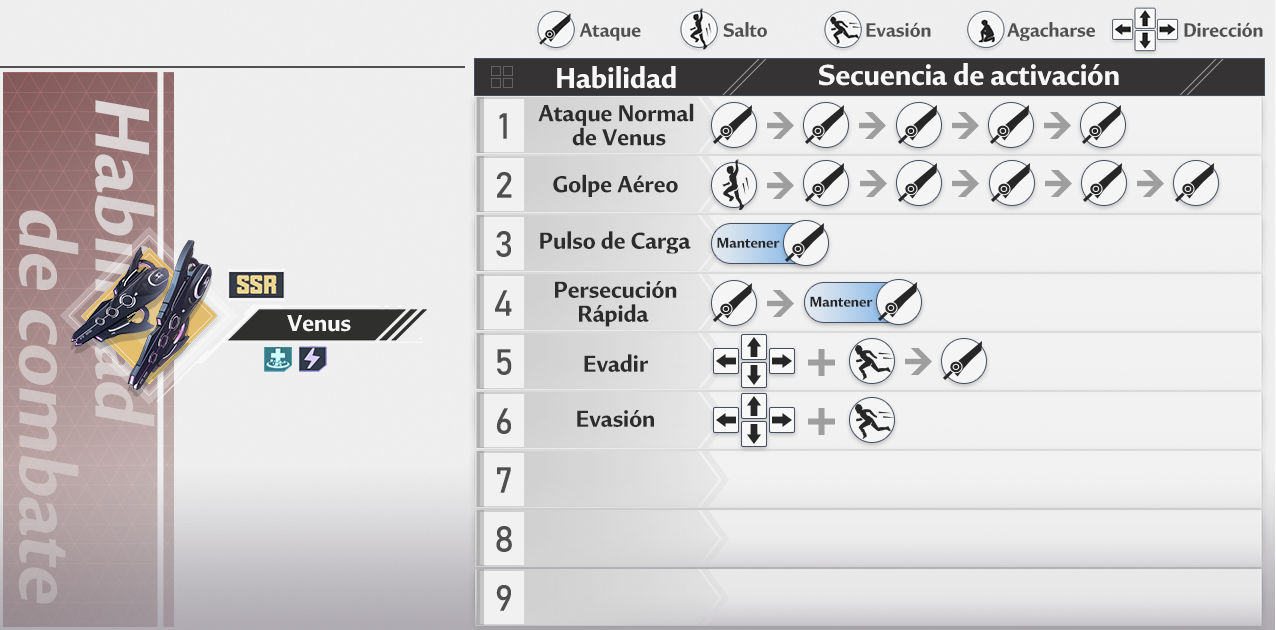 Ataque
Salto
Evasión
Agacharse
Dirección
Habilidad
de combate
SSR
Venus
Habilidad
Secuencia de activación
1
Ataque Normal
de Venus
2
Golpe Aéreo
3
Pulso de Carga
Mantener
4
Persecución
Rápida
Mantener
5
Evadir
6
Evasión
7
8
9